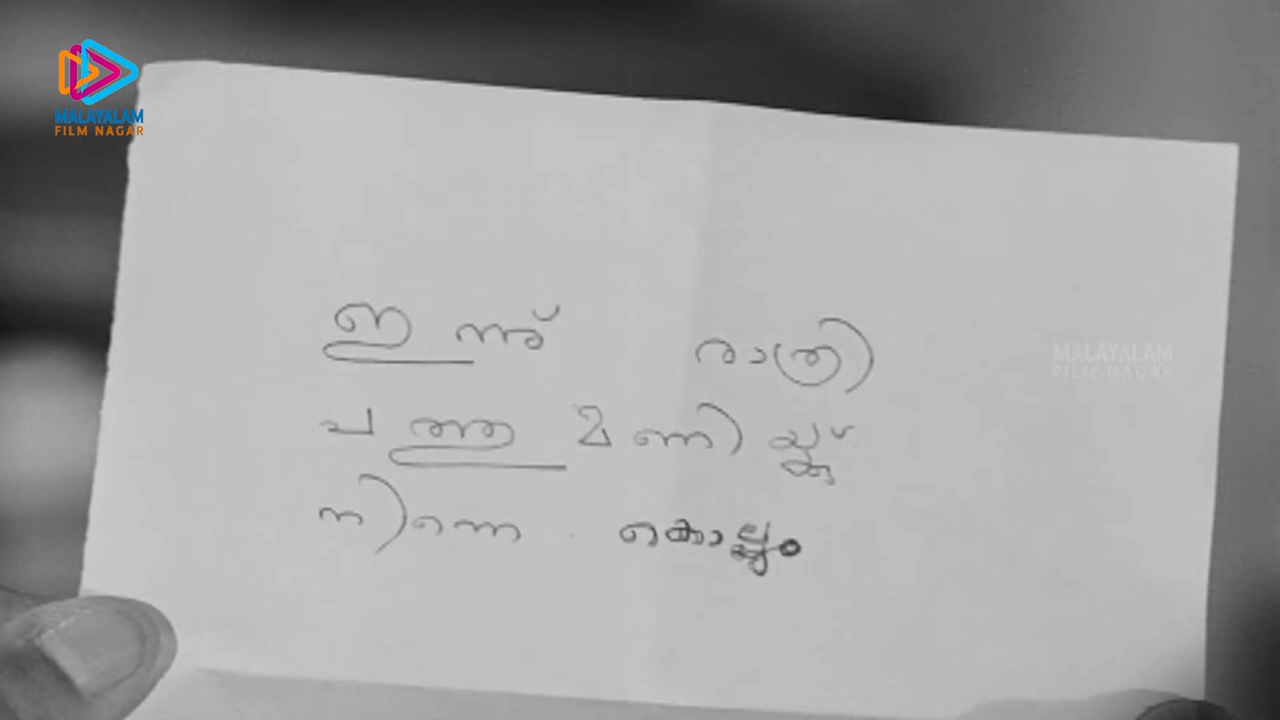 MALAYALAM
FILM NAGAR
ഇന്ന് രാത്രി
MALAYALAM
FILM NAGAR
പത്തു മണിയ്ക്ക്
നിന്നെ കൊല്ലും